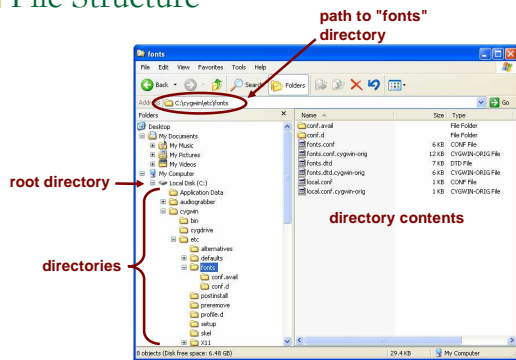 File Structure
path to "fonts"
directory
fonts
File Edit View Favorites Tools Help
Back Search Folders
Address C:\cygwin\etc\fonts Go
Folders
Desktop
My Documents
My Music
My Pictures
My Videos
My Computer
Local Disk (C:)
Application Data
audiograbber
cygwin
bin
cygdrive
etc
alternatives
defaults
fonts
conf.avail
conf.d
postinstall
preremove
profile.d
setup
skel
X11
Name Size Type
conf.avail File Folder
conf.d File Folder
fonts.conf 6 KB CONF File
fonts.conf.cygwin-orig 12 KB CYGWIN-ORIG File
fonts.dtd 7 KB DTD File
fonts.dtd.cygwin-orig 6 KB CYGWIN-ORIG File
local.conf 1 KB CONF File
local.conf.cygwin-orig 1 KB CYGWIN-ORIG File
root directory
directories
directory contents
8 objects (Disk free space: 6.48 GB) 29.4 KB My Computer